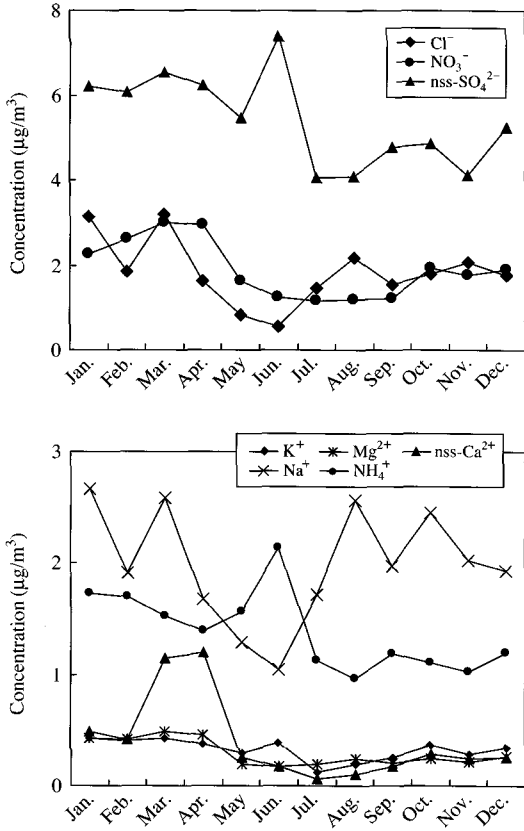 8
6
4
2
0
Concentration (µg/m³)
Cl⁻
NO₃⁻
nss-SO₄²⁻
Jan. Feb. Mar. Apr. May Jun. Jul. Aug. Sep. Oct. Nov. Dec.
3
2
1
0
Concentration (µg/m³)
K⁺ Mg²⁺ nss-Ca²⁺
Na⁺ NH₄⁺
Jan. Feb. Mar. Apr. May Jun. Jul. Aug. Sep. Oct. Nov. Dec.